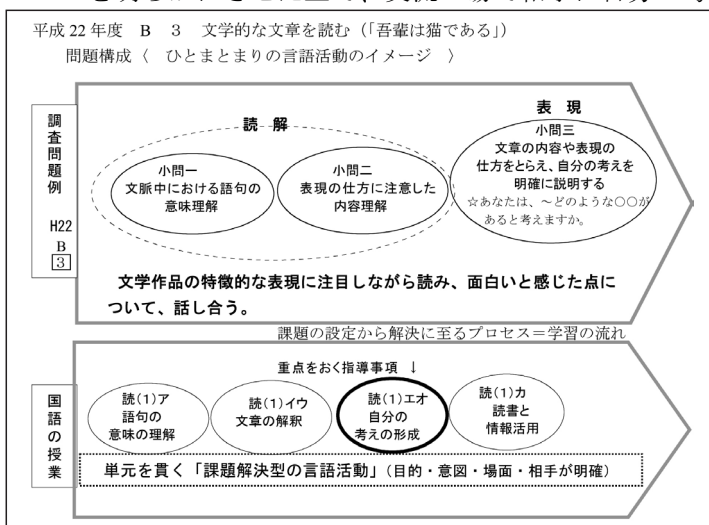 平成 22 年度 B 3 文学的な文章を読む(「吾輩は猫である」)
問題構成〈 ひとまとまりの言語活動のイメージ 〉
調査問題例
H22
B
3
読 解
表 現
小問一
文脈中における語句の
意味理解
小問二
表現の仕方に注意した
内容理解
小問三
文章の内容や表現の
仕方をとらえ、自分の考えを
明確に説明する
☆あなたは、~どのような○○が
あると考えますか。
文学作品の特徴的な表現に注目しながら読み、面白いと感じた点に
ついて、話し合う。
課題の設定から解決に至るプロセス=学習の流れ
重点をおく指導事項 ↓
国語の授業
読(1)ア
語句の
意味の理解
読(1)イウ
文章の解釈
読(1)エオ
自分の
考えの形成
読(1)カ
読書と
情報活用
単元を貫く「課題解決型の言語活動」(目的・意図・場面・相手が明確)